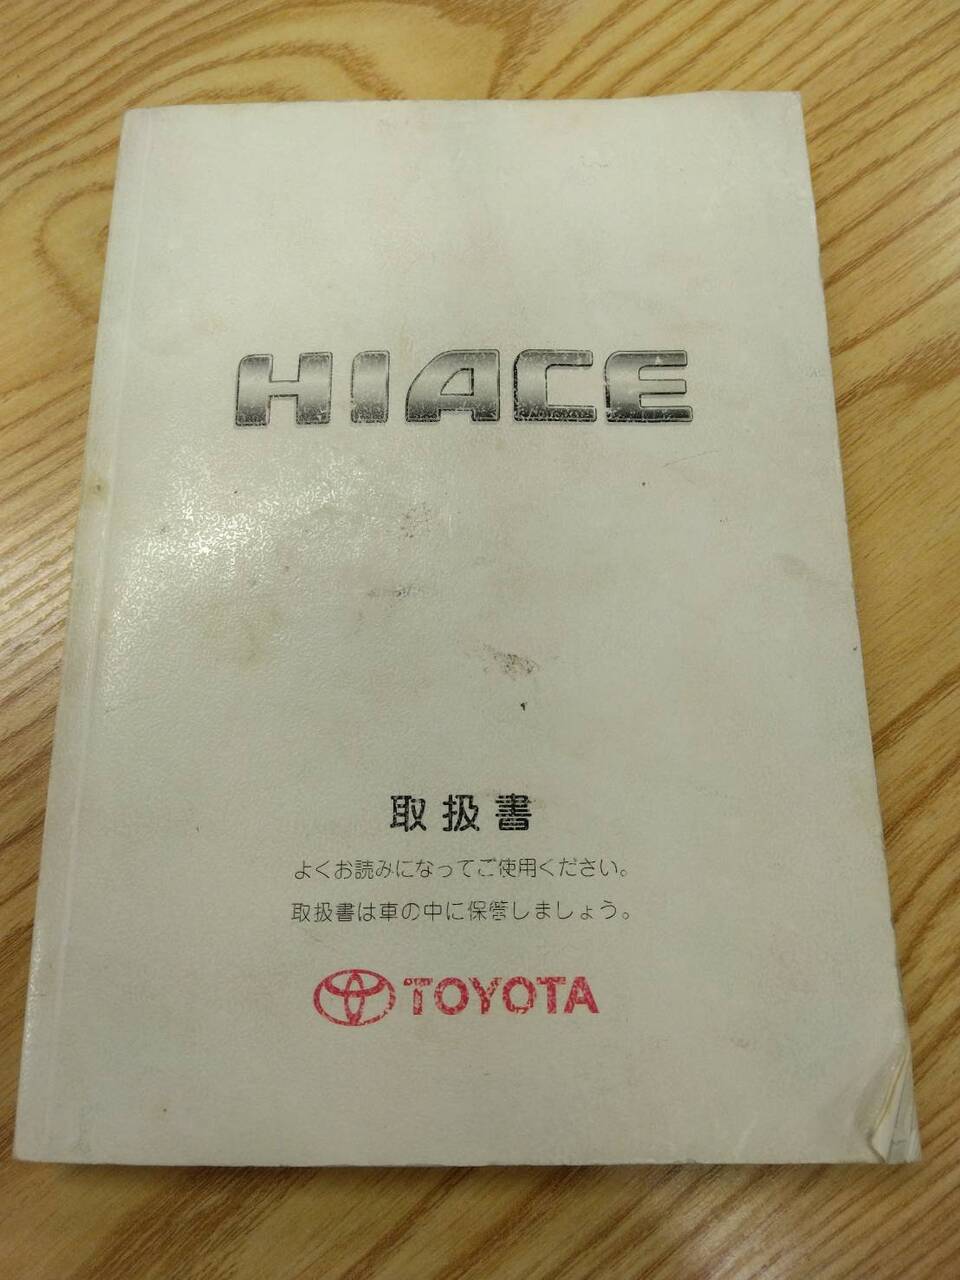 HIACE
取扱書
よくお読みになってご使用ください。
取扱書は車の中に保管しましょう。
TOYOTA